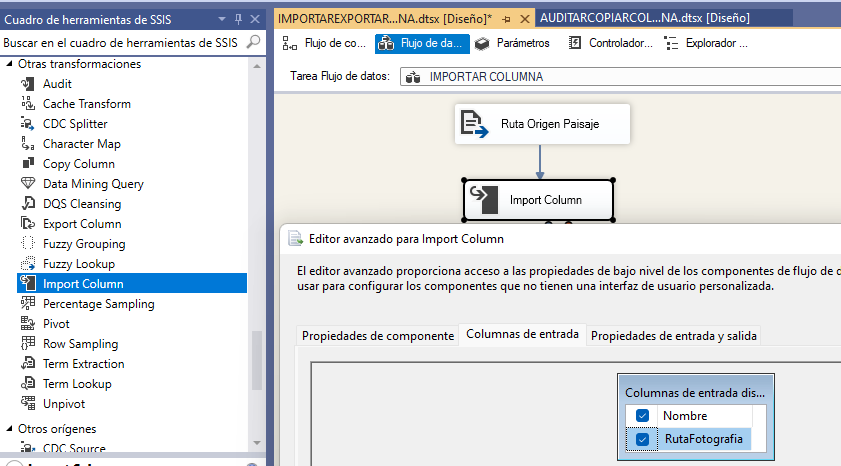 Cuadro de herramientas de SSIS
Buscar en el cuadro de herramientas de SSIS
Otras transformaciones
Audit
Cache Transform
CDC Splitter
Character Map
Copy Column
Data Mining Query
DQS Cleansing
Export Column
Fuzzy Grouping
Fuzzy Lookup
Import Column
Percentage Sampling
Pivot
Row Sampling
Term Extraction
Term Lookup
Unpivot
Otros orígenes
CDC Source
IMPORTAREXPORTAR...NA.dtsx [Diseño]*
AUDITARCOPIARCOL...NA.dtsx [Diseño]
Flujo de co...
Flujo de da...
Parámetros
Controlador...
Explorador ...
Tarea Flujo de datos:
IMPORTAR COLUMNA
Ruta Origen Paisaje
Import Column
Editor avanzado para Import Column
El editor avanzado proporciona acceso a las propiedades de bajo nivel de los componentes de flujo de d
usar para configurar los componentes que no tienen una interfaz de usuario personalizada.
Propiedades de componente
Columnas de entrada
Propiedades de entrada y salida
Columnas de entrada dis...
Nombre
RutaFotografia